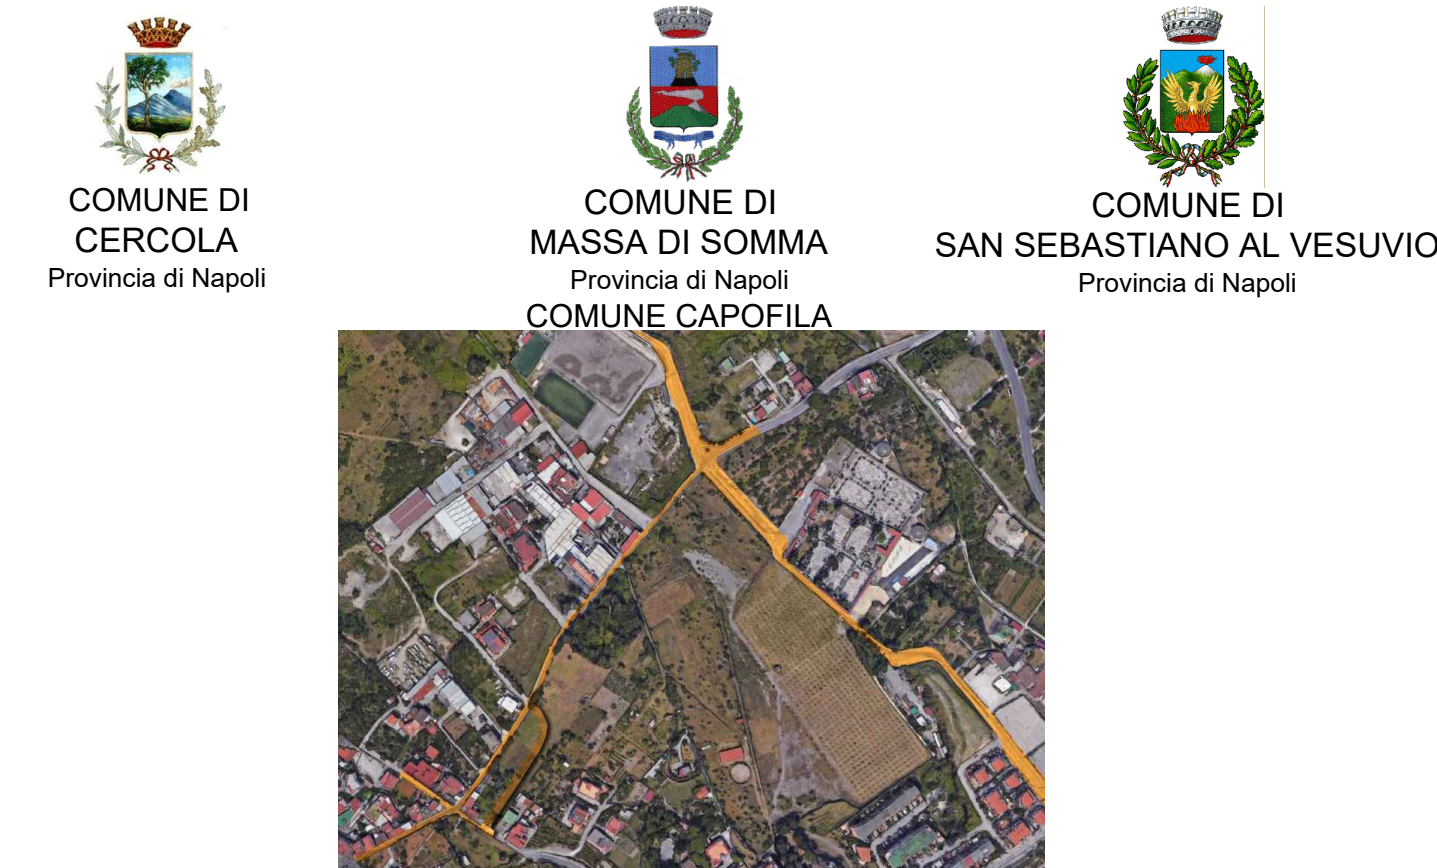 COMUNE DI
CERCOLA
Provincia di Napoli
COMUNE DI
MASSA DI SOMMA
Provincia di Napoli
COMUNE CAPOFILA
COMUNE DI
SAN SEBASTIANO AL VESUVIO
Provincia di Napoli